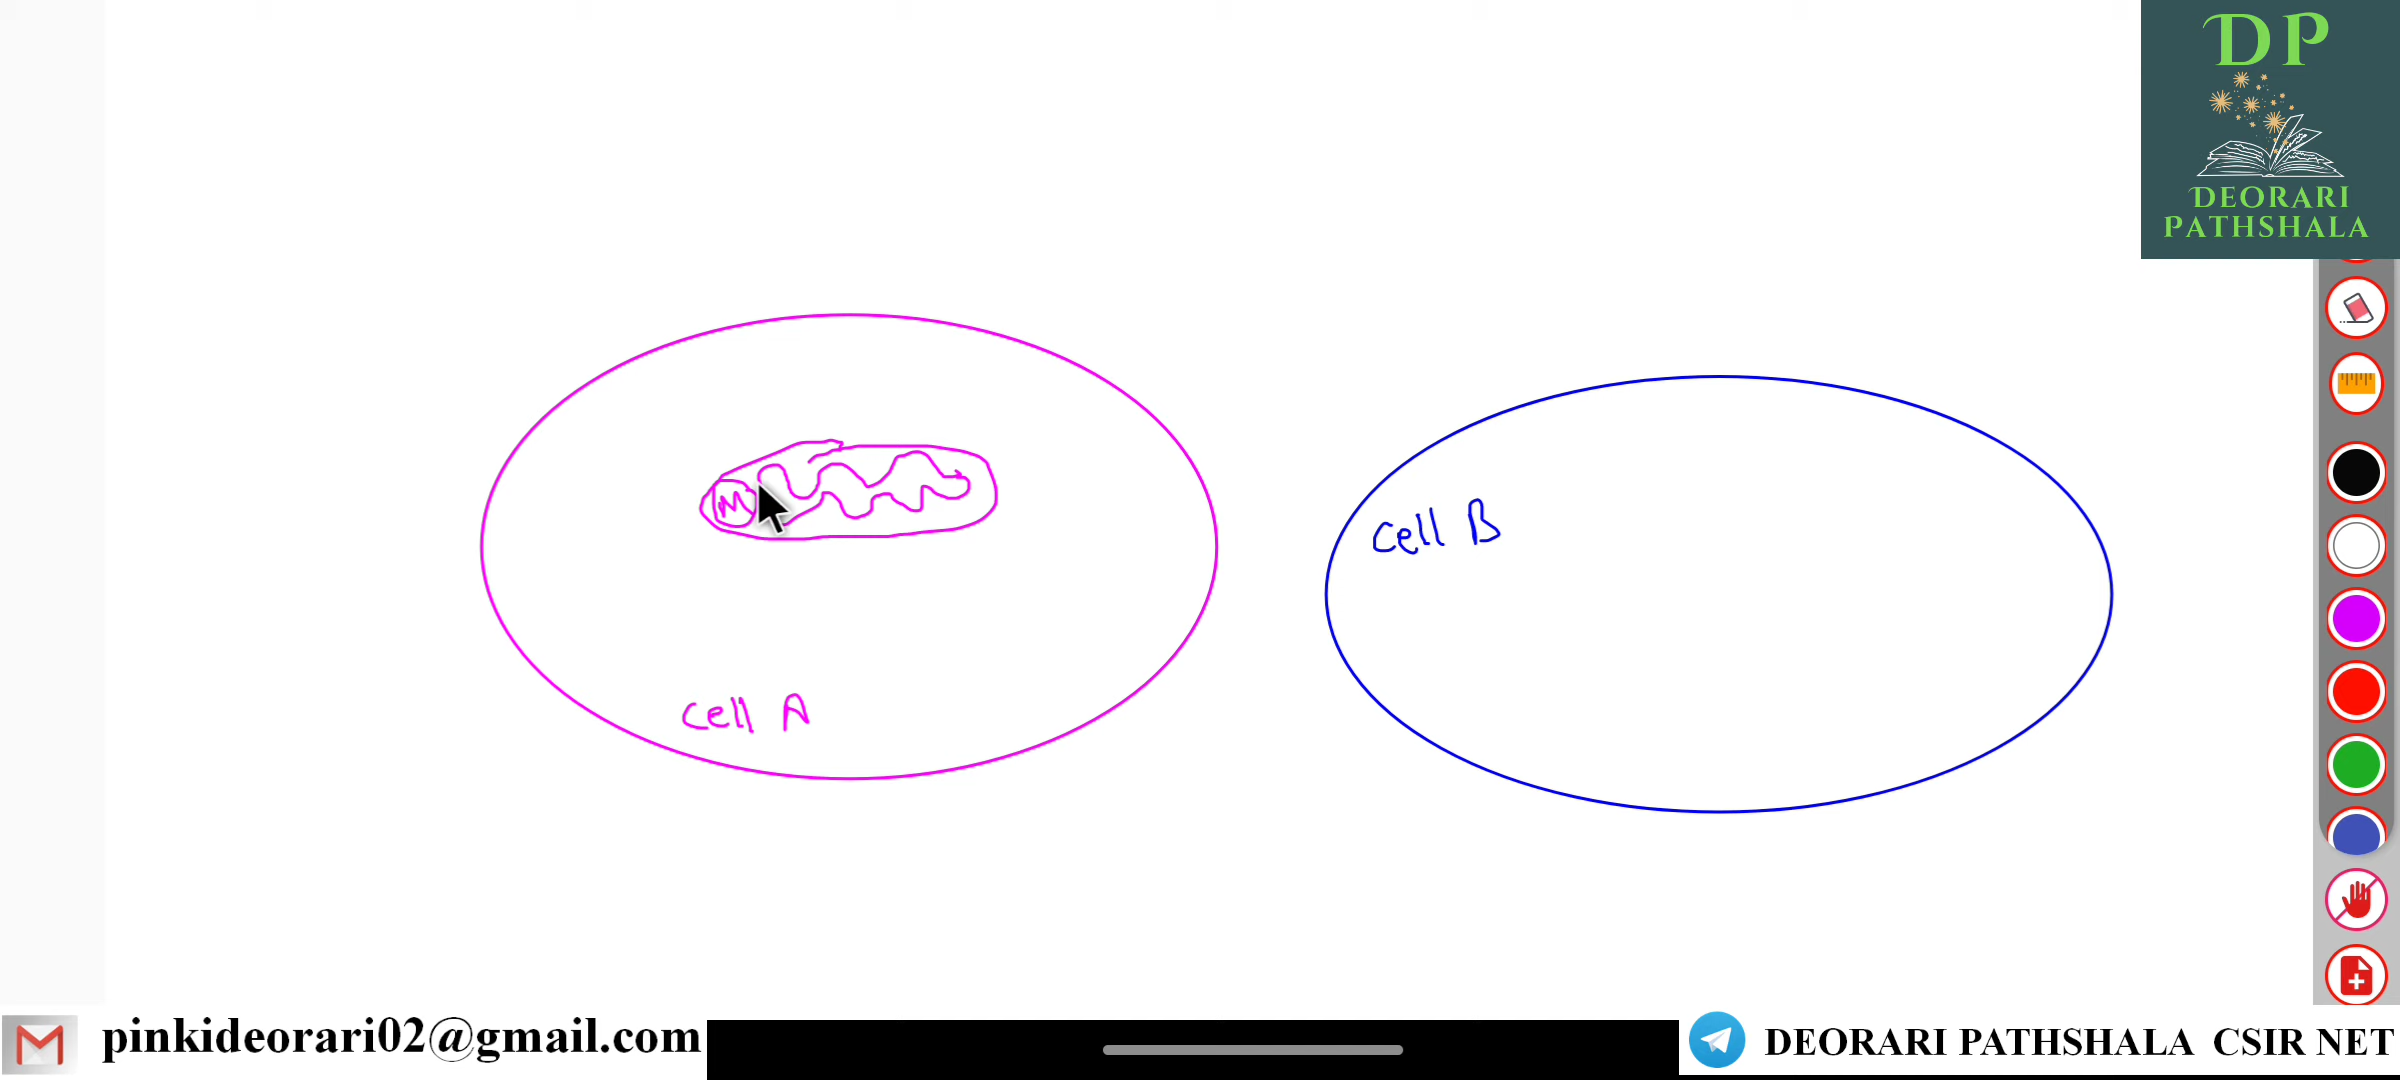 DP
DEORARI
PATHSHALA
M
cell B
cell A
pinkideorari02@gmail.com
DEORARI PATHSHALA CSIR NET